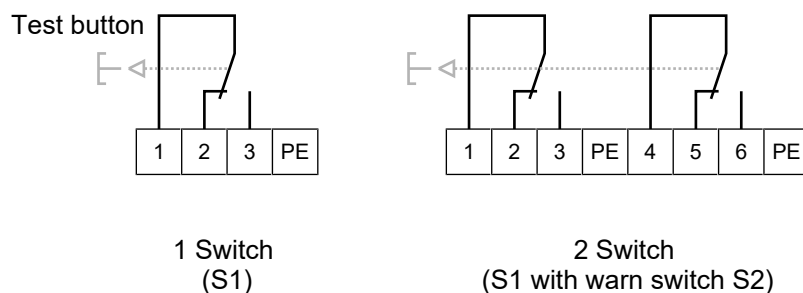 Test button
1 2 3 PE
1 2 3 PE 4 5 6 PE
1 Switch
(S1)
2 Switch
(S1 with warn switch S2)